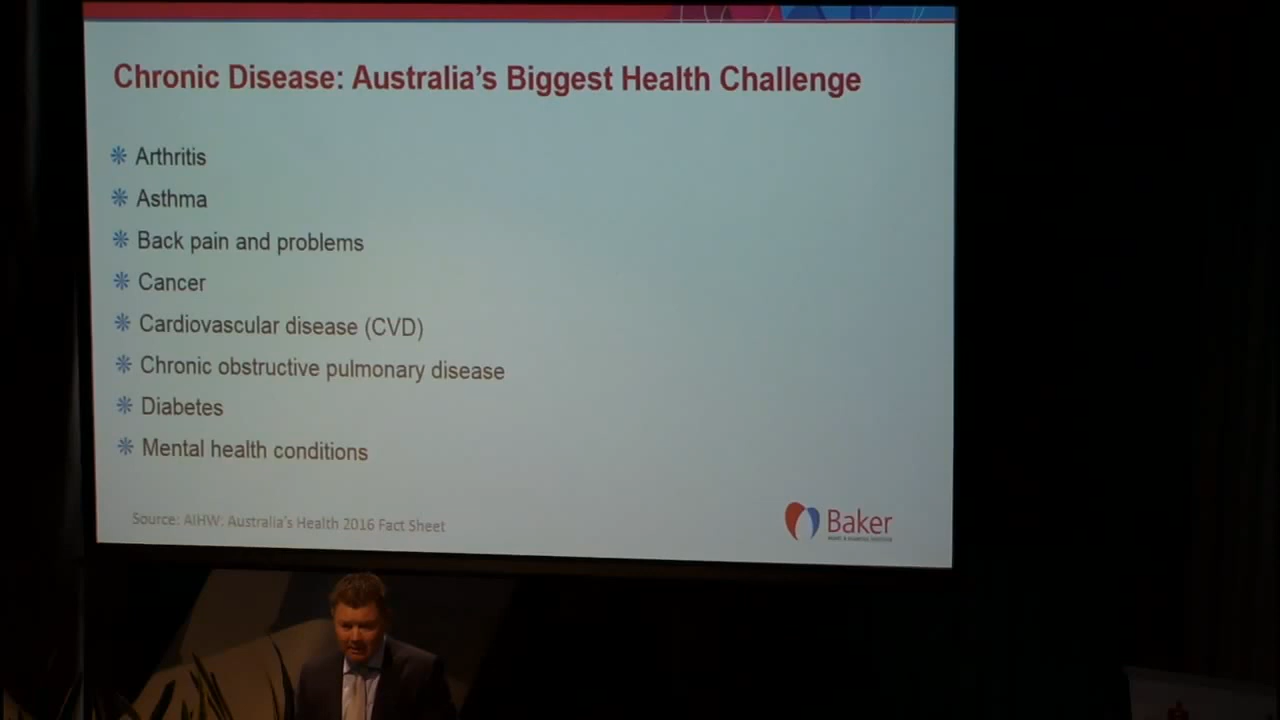 Chronic Disease: Australia's Biggest Health Challenge
Arthritis
Asthma
Back pain and problems
Cancer
Cardiovascular disease (CVD)
Chronic obstructive pulmonary disease
Diabetes
Mental health conditions
Source: AIHW: Australia's Health 2016 Fact Sheet
Baker